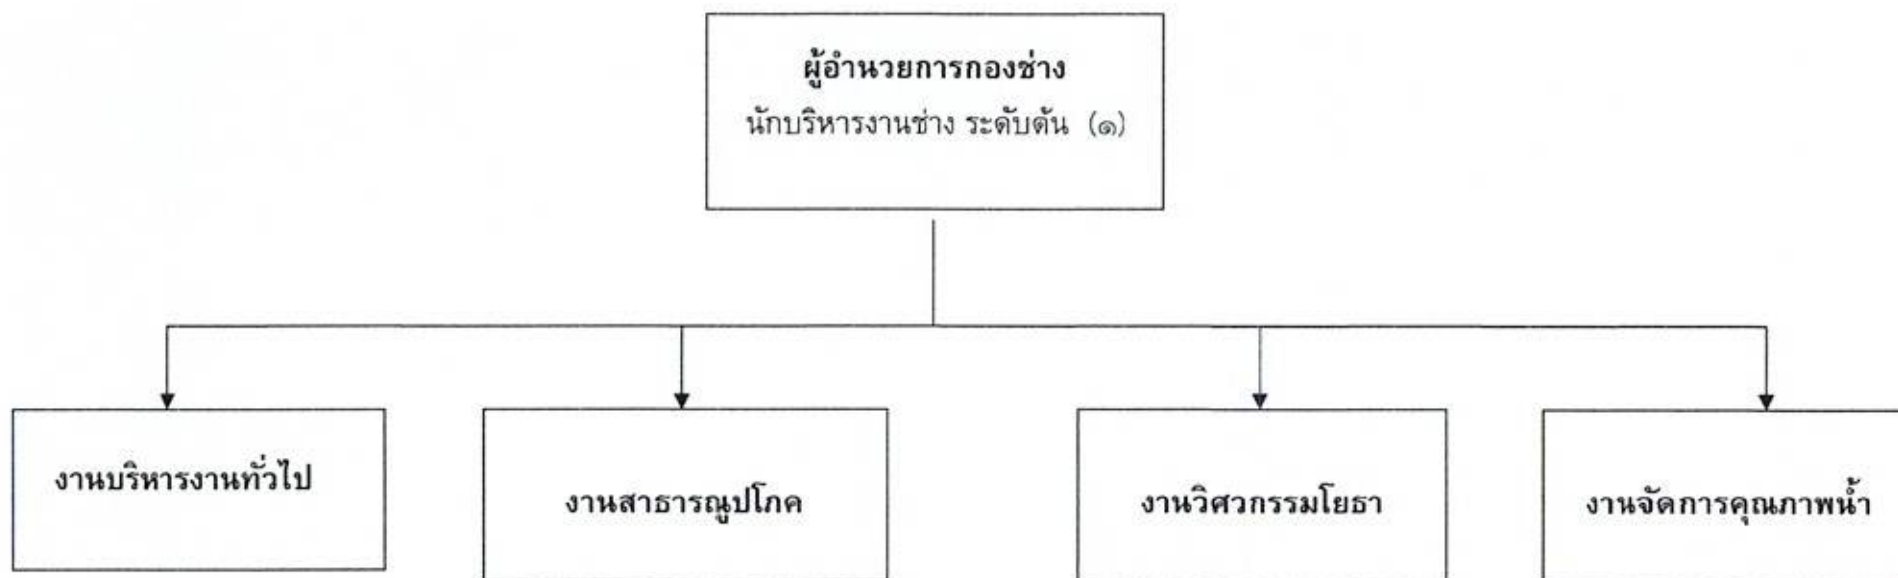 ผู้อำนวยการกองช่าง
นักบริหารงานช่าง ระดับต้น (๑)
งานบริหารงานทั่วไป
งานสาธารณูปโภค
งานวิศวกรรมโยธา
งานจัดการคุณภาพน้ำ